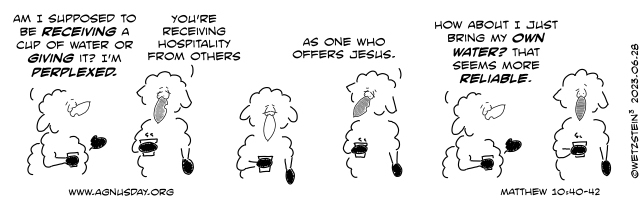 AM I SUPPOSED TO
BE RECEIVING A
CUP OF WATER OR
GIVING IT? I'M
PERPLEXED.
YOU'RE
RECEIVING
HOSPITALITY
FROM OTHERS
AS ONE WHO
OFFERS JESUS.
HOW ABOUT I JUST
BRING MY OWN
WATER? THAT
SEEMS MORE
RELIABLE.
©WETZSTEIN³ 2023.06.28
WWW.AGNUSDAY.ORG
MATTHEW 10:40-42